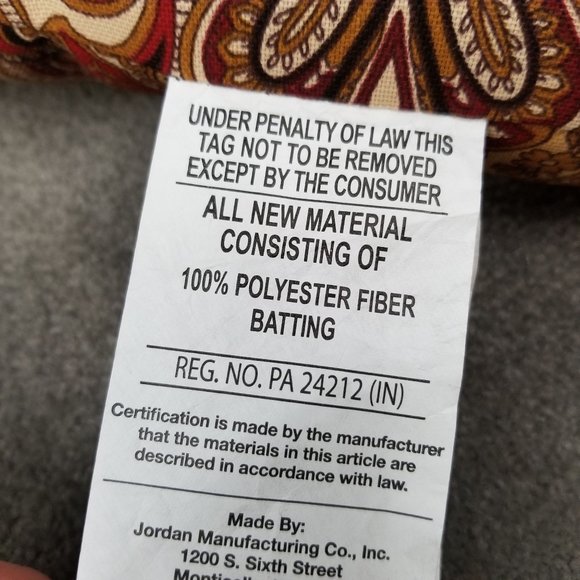 UNDER PENALTY OF LAW THIS
TAG NOT TO BE REMOVED
EXCEPT BY THE CONSUMER
ALL NEW MATERIAL
CONSISTING OF
100% POLYESTER FIBER
BATTING
REG. NO. PA 24212 (IN)
Certification is made by the manufacturer
that the materials in this article are
described in accordance with law.
Made By:
Jordan Manufacturing Co., Inc.
1200 S. Sixth Street